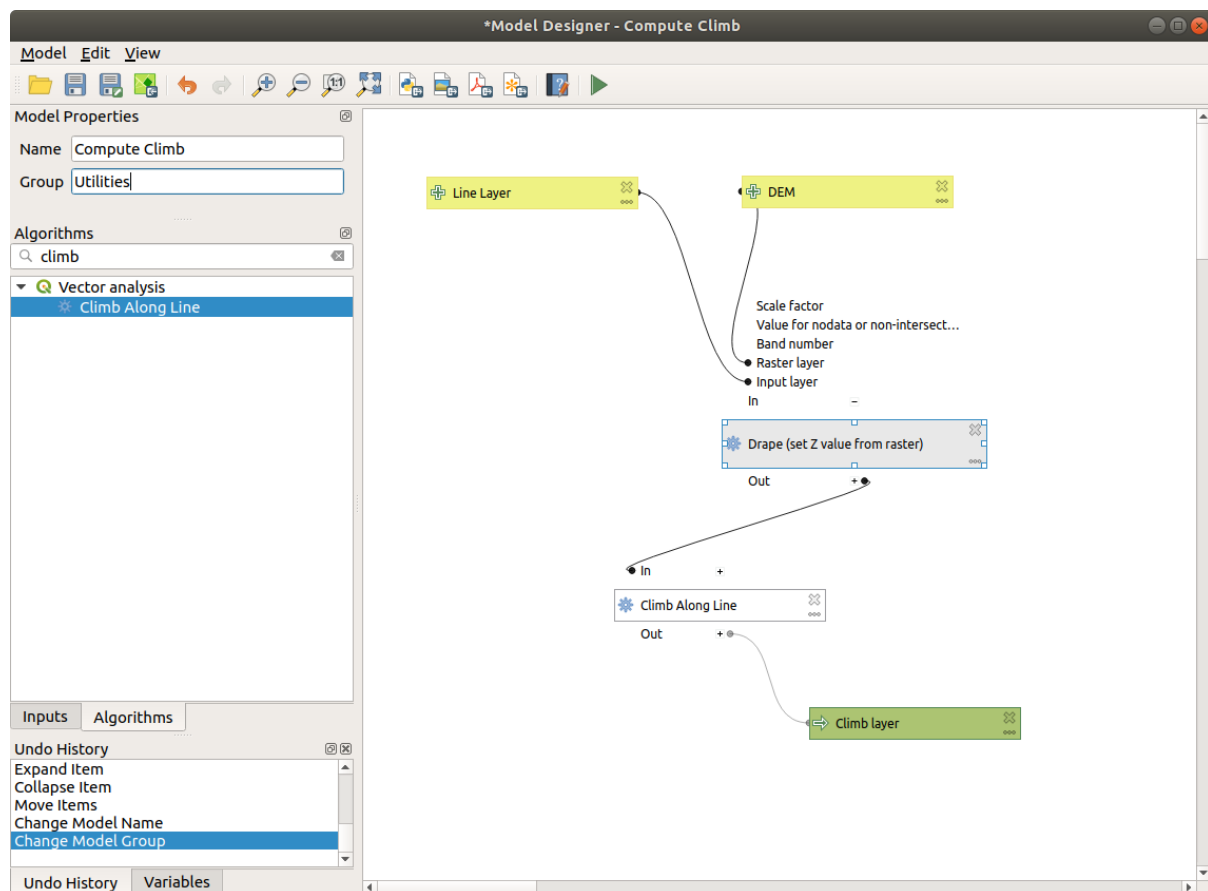 *Model Designer - Compute Climb
Model Edit View
1:1
Model Properties
Name Compute Climb
Group Utilities
Algorithms
climb
Vector analysis
Climb Along Line
Inputs Algorithms
Undo History
Expand Item
Collapse Item
Move Items
Change Model Name
Change Model Group
Undo History Variables
Line Layer
DEM
Scale factor
Value for nodata or non-intersect...
Band number
Raster layer
Input layer
In -
Drape (set Z value from raster)
Out +
In +
Climb Along Line
Out +
Climb layer